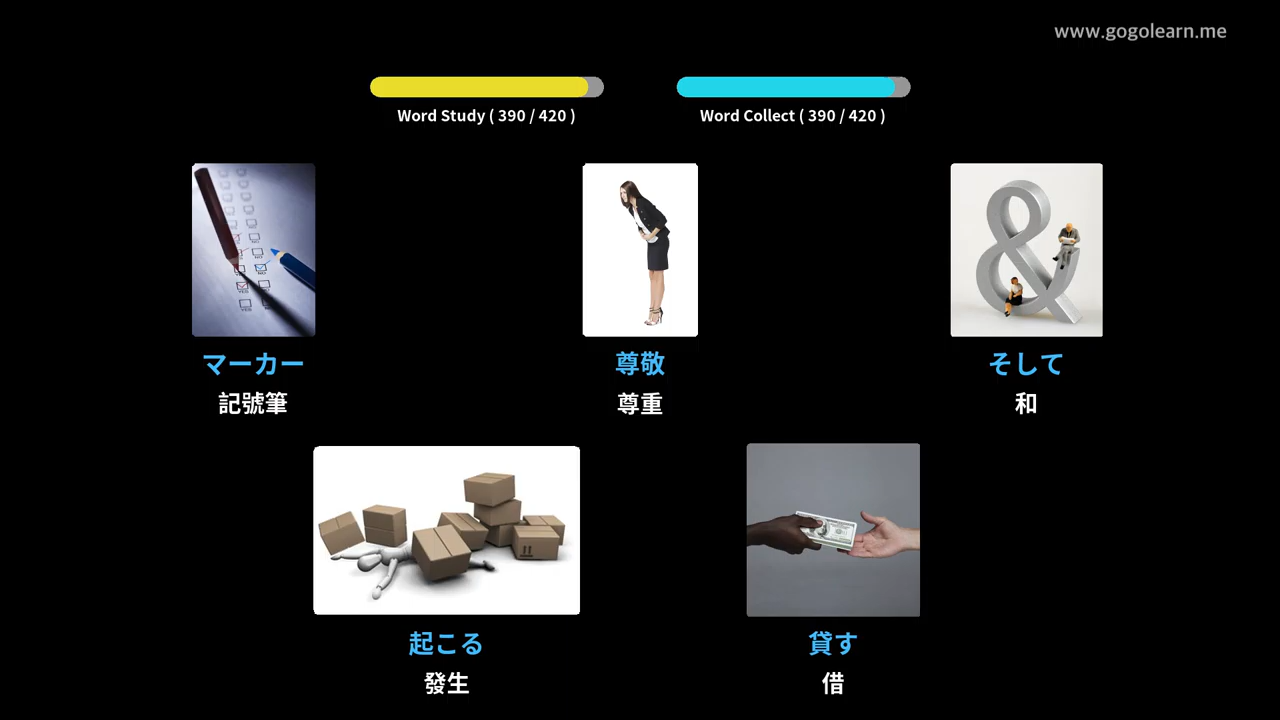 www.gogolearn.me
Word Study ( 390 / 420 )
Word Collect ( 390 / 420 )
マーカー
記號筆
尊敬
尊重
そして
和
起こる
發生
貸す
借